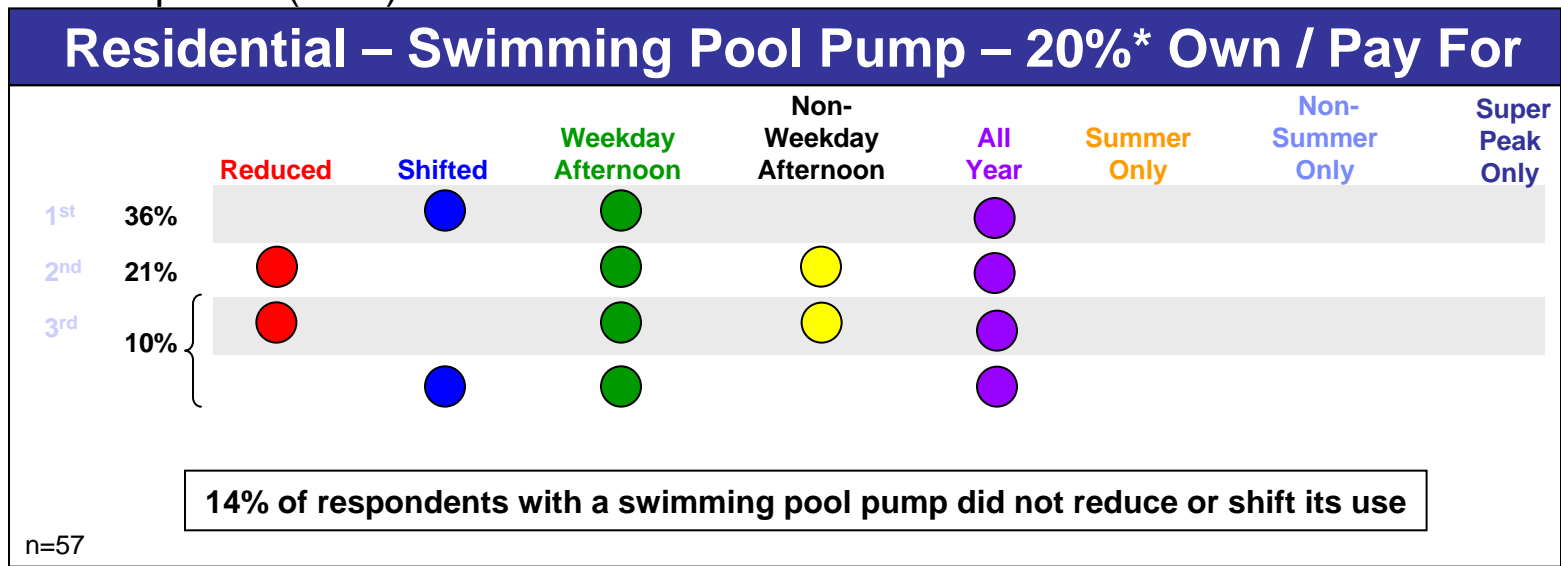 Residential – Swimming Pool Pump – 20%* Own / Pay For
Reduced
Shifted
Weekday
Afternoon
Non-
Weekday
Afternoon
All
Year
Summer
Only
Non-
Summer
Only
Super
Peak
Only
1st 36%
2nd 21%
3rd
10%
14% of respondents with a swimming pool pump did not reduce or shift its use
n=57